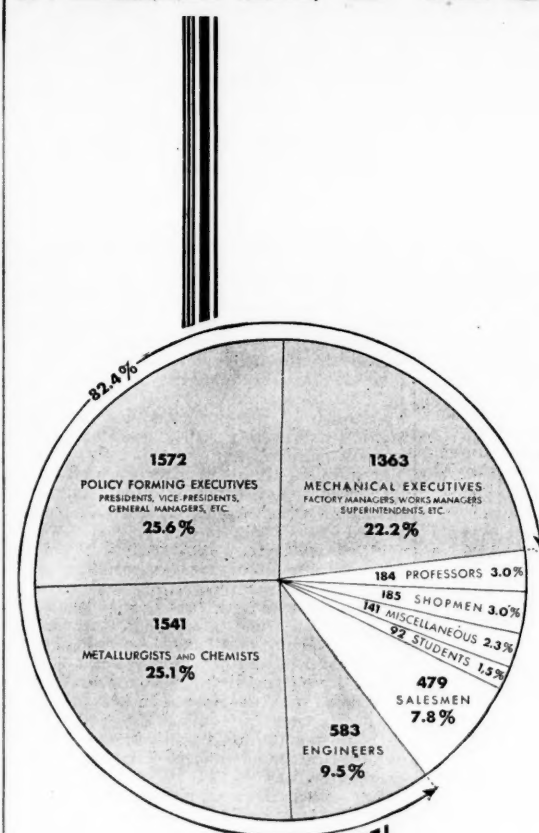 82.4%
1572
POLICY FORMING EXECUTIVES
PRESIDENTS, VICE-PRESIDENTS,
GENERAL MANAGERS, ETC.
25.6%
1363
MECHANICAL EXECUTIVES
FACTORY MANAGERS, WORKS MANAGERS
SUPERINTENDENTS, ETC.
22.2%
184 PROFESSORS 3.0%
185 SHOPMEN 3.0%
141 MISCELLANEOUS 2.3%
92 STUDENTS 1.5%
479
SALESMEN
7.8%
1541
METALLURGISTS AND CHEMISTS
25.1%
583
ENGINEERS
9.5%